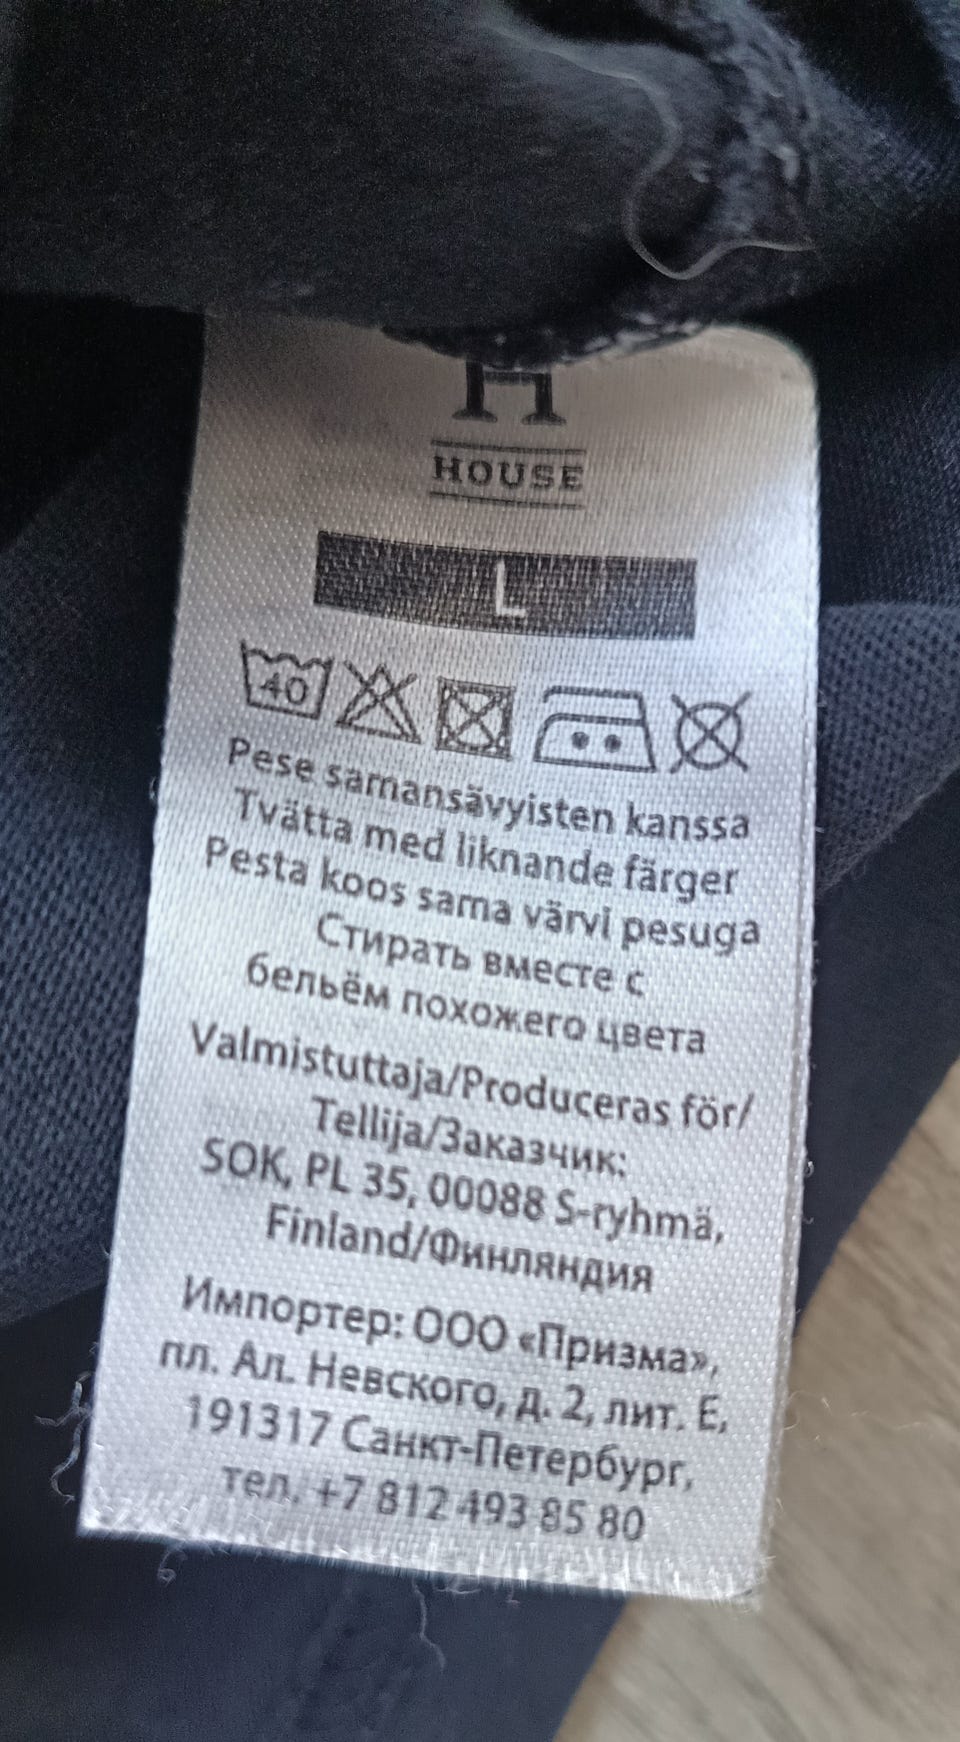 H
HOUSE
L
40
Pese samansävyisten kanssa
Tvätta med liknande färger
Pesta koos sama värvi pesuga
Стирать вместе с
бельём похожего цвета
Valmistuttaja/Produceras för/
Tellija/Заказчик:
SOK, PL 35, 00088 S-ryhmä,
Finland/Финляндия
Импортер: ООО «Призма»,
пл. Ал. Невского, д. 2, лит. Е,
191317 Санкт-Петербург,
тел. +7 812 493 85 80